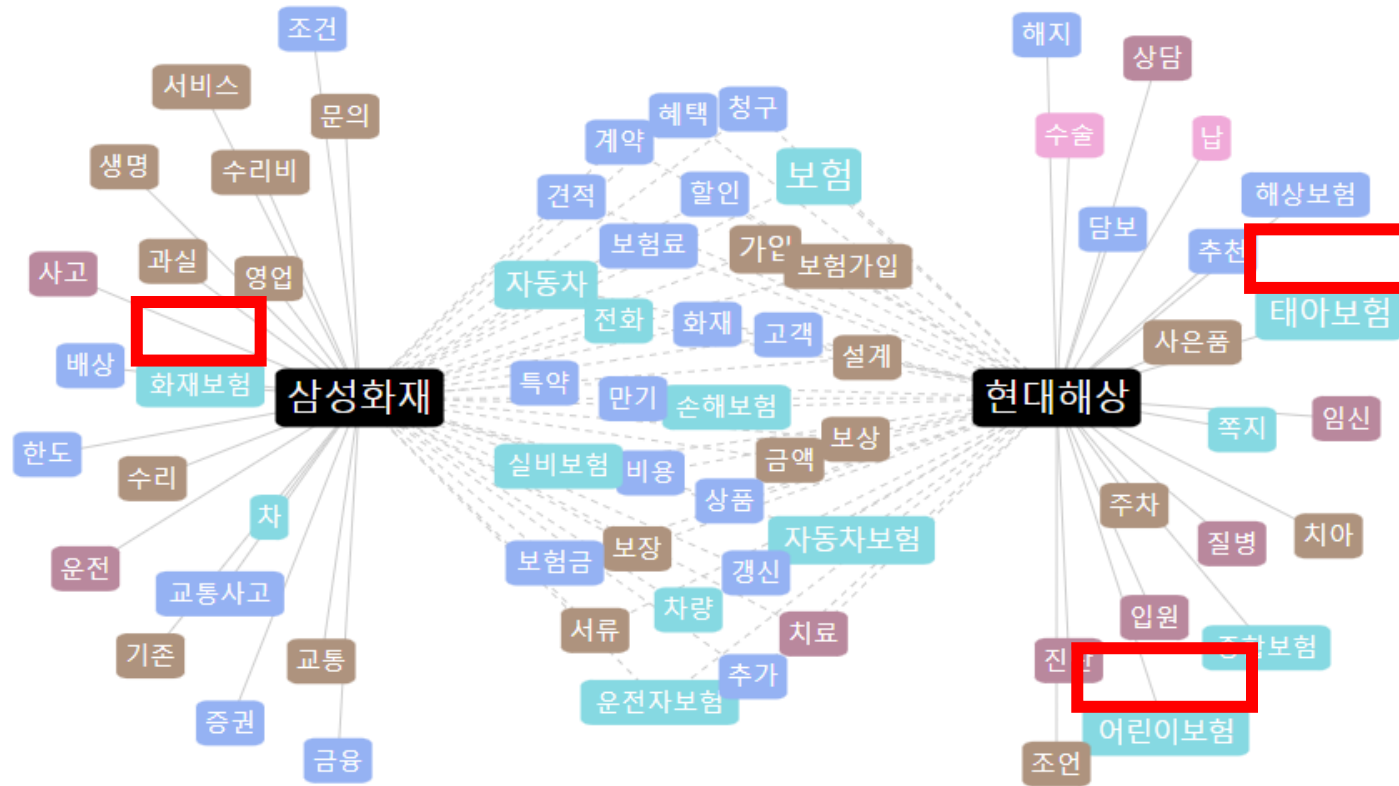 조건
서비스
문의
생명
수리비
과실
사고
영업
배상
화재보험
삼성화재
한도
수리
차
운전
교통사고
기존
교통
증권
금융
혜택
청구
계약
보험
할인
견적
보험료
가입
보험가입
자동차
전화
화재
고객
설계
특약
만기
손해보험
보상
금액
실비보험
비용
상품
자동차보험
보장
보험금
갱신
차량
서류
치료
추가
운전자보험
해지
상담
수술
납
해상보험
담보
추천
태아보험
사은품
현대해상
임신
쪽지
주차
치아
질병
입원
종합보험
어린이보험
조언